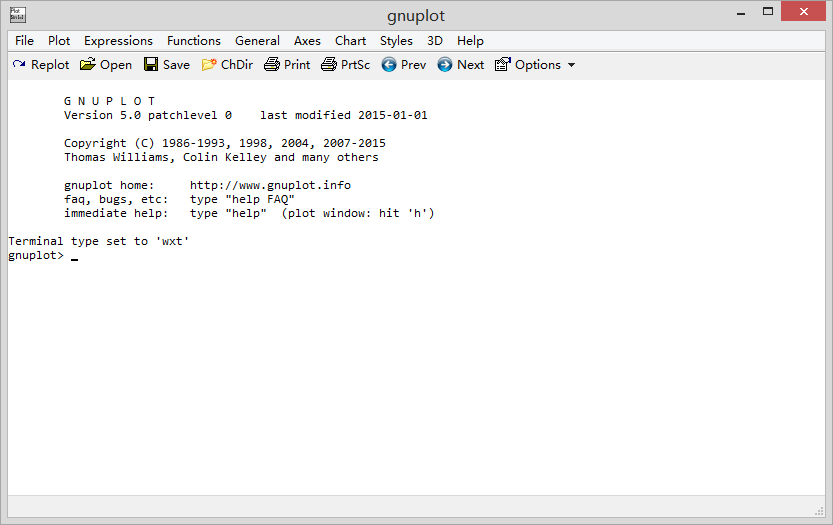 gnuplot
File Plot Expressions Functions General Axes Chart Styles 3D Help
Replot Open Save ChDir Print PrtSc Prev Next Options
G N U P L O T
Version 5.0 patchlevel 0    last modified 2015-01-01
Copyright (C) 1986-1993, 1998, 2004, 2007-2015
Thomas Williams, Colin Kelley and many others
gnuplot home:     http://www.gnuplot.info
faq, bugs, etc:   type "help FAQ"
immediate help:   type "help"  (plot window: hit 'h')
Terminal type set to 'wxt'
gnuplot> _